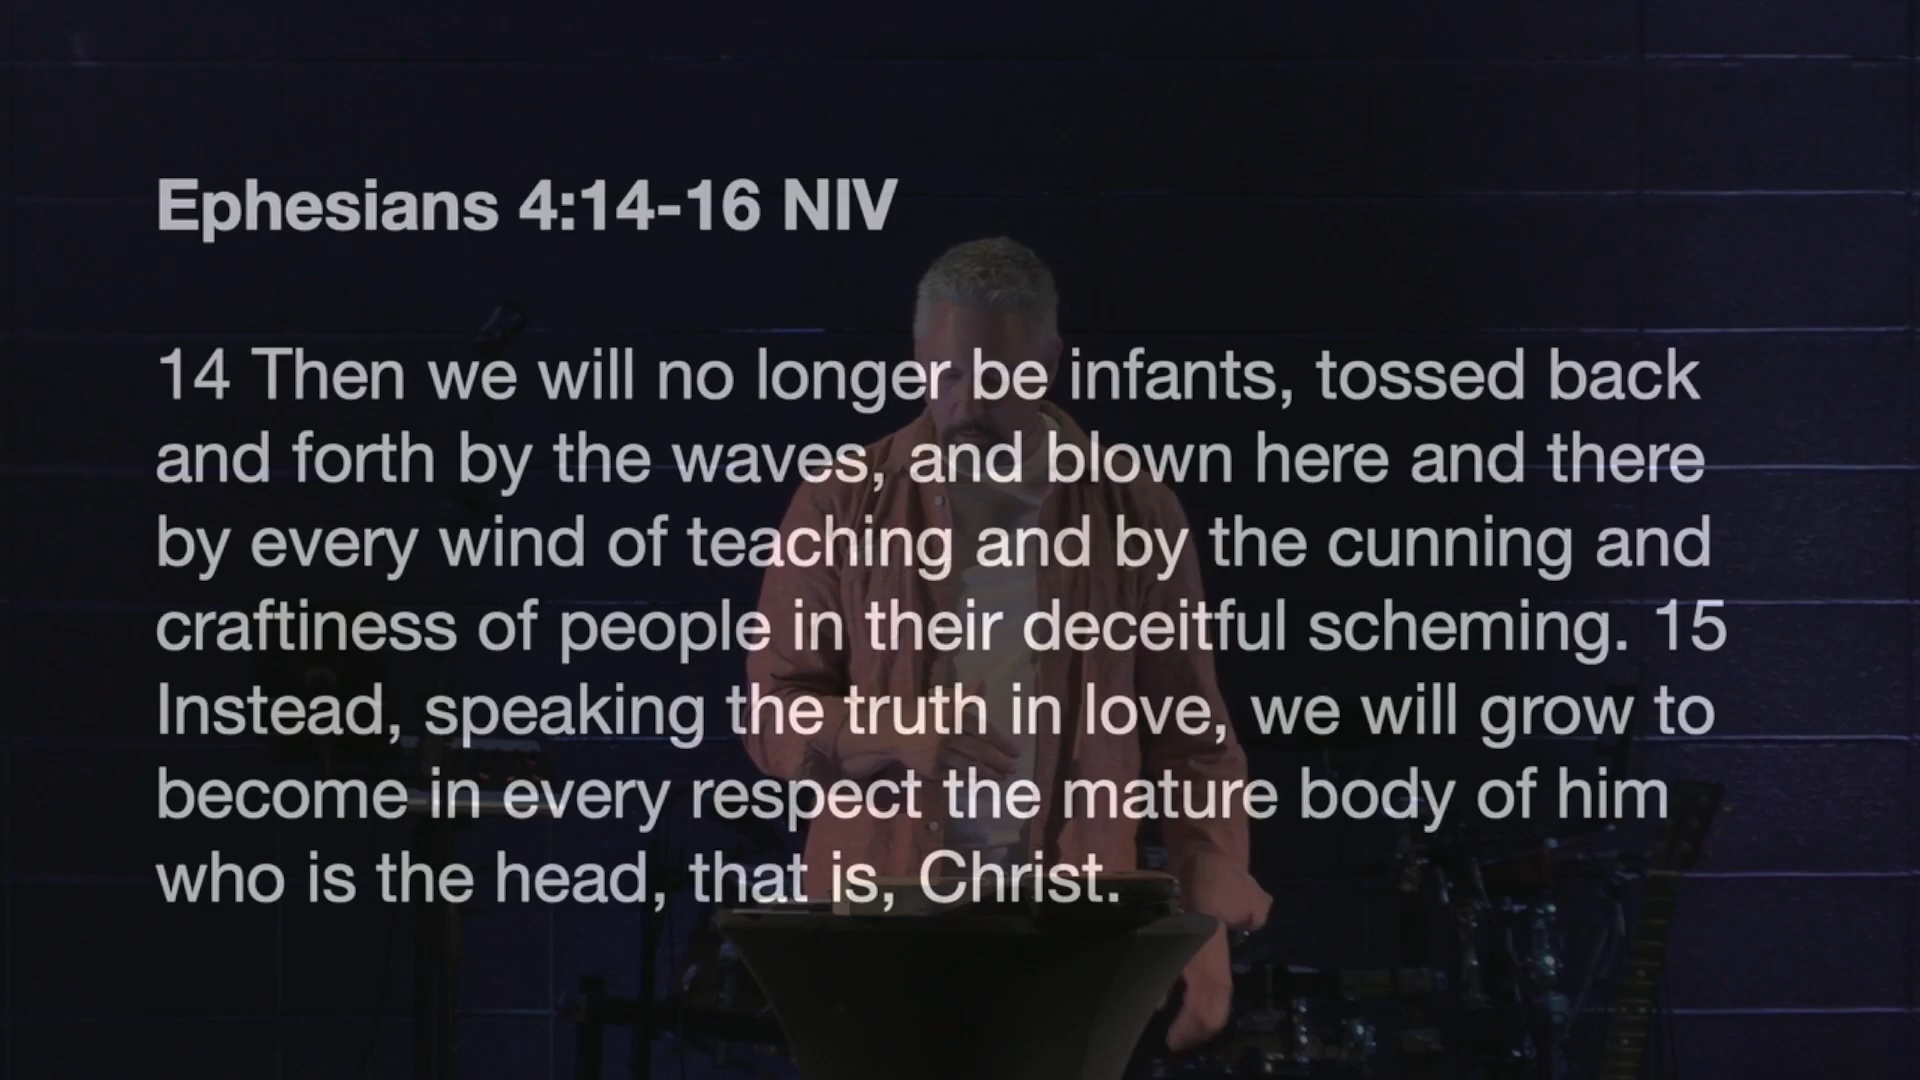 Ephesians 4:14-16 NIV
14 Then we will no longer be infants, tossed back
and forth by the waves, and blown here and there
by every wind of teaching and by the cunning and
craftiness of people in their deceitful scheming. 15
Instead, speaking the truth in love, we will grow to
become in every respect the mature body of him
who is the head, that is, Christ.